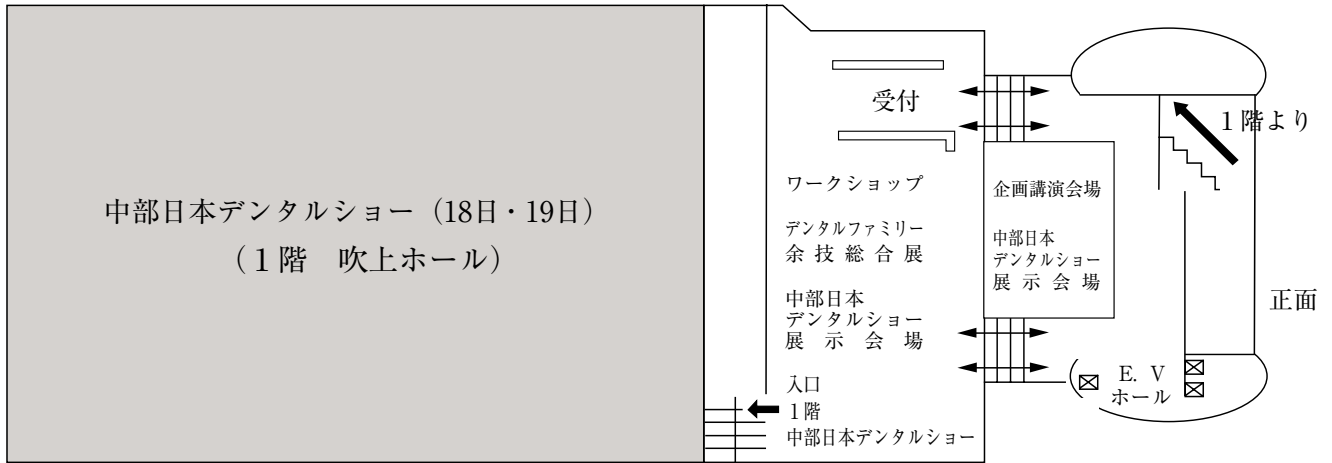 中部日本デンタルショー（18日・19日）
（１階　吹上ホール）
受付
ワークショップ
デンタルファミリー
余技総合展
中部日本
デンタルショー
展示会場
入口
１階
中部日本デンタルショー
企画講演会場
中部日本
デンタルショー
展示会場
１階より
正面
E. V
ホール